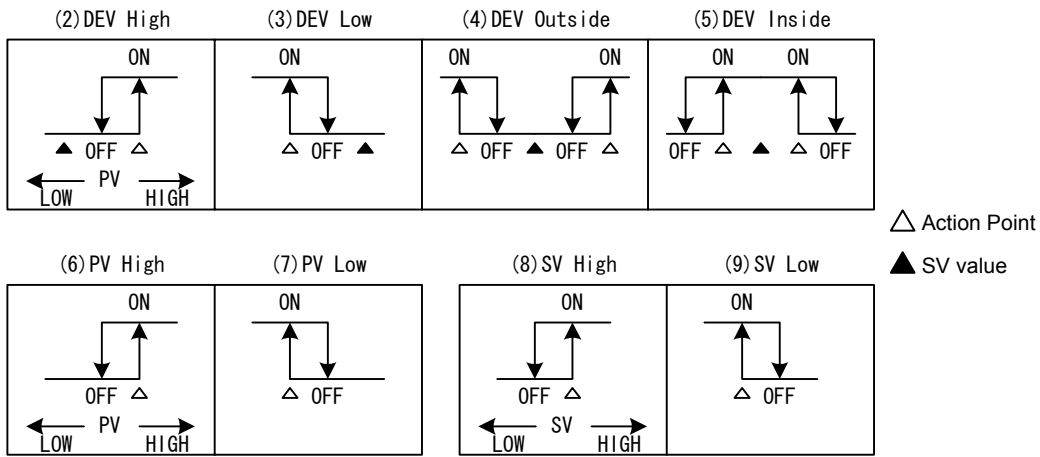 (2)DEV High (3)DEV Low (4)DEV Outside (5)DEV Inside
ON ON ON ON ON ON
OFF OFF OFF OFF OFF OFF
PV
LOW HIGH
Action Point
SV value
(6)PV High (7)PV Low (8)SV High (9)SV Low
ON ON ON ON
OFF OFF OFF OFF
PV SV
LOW HIGH LOW HIGH